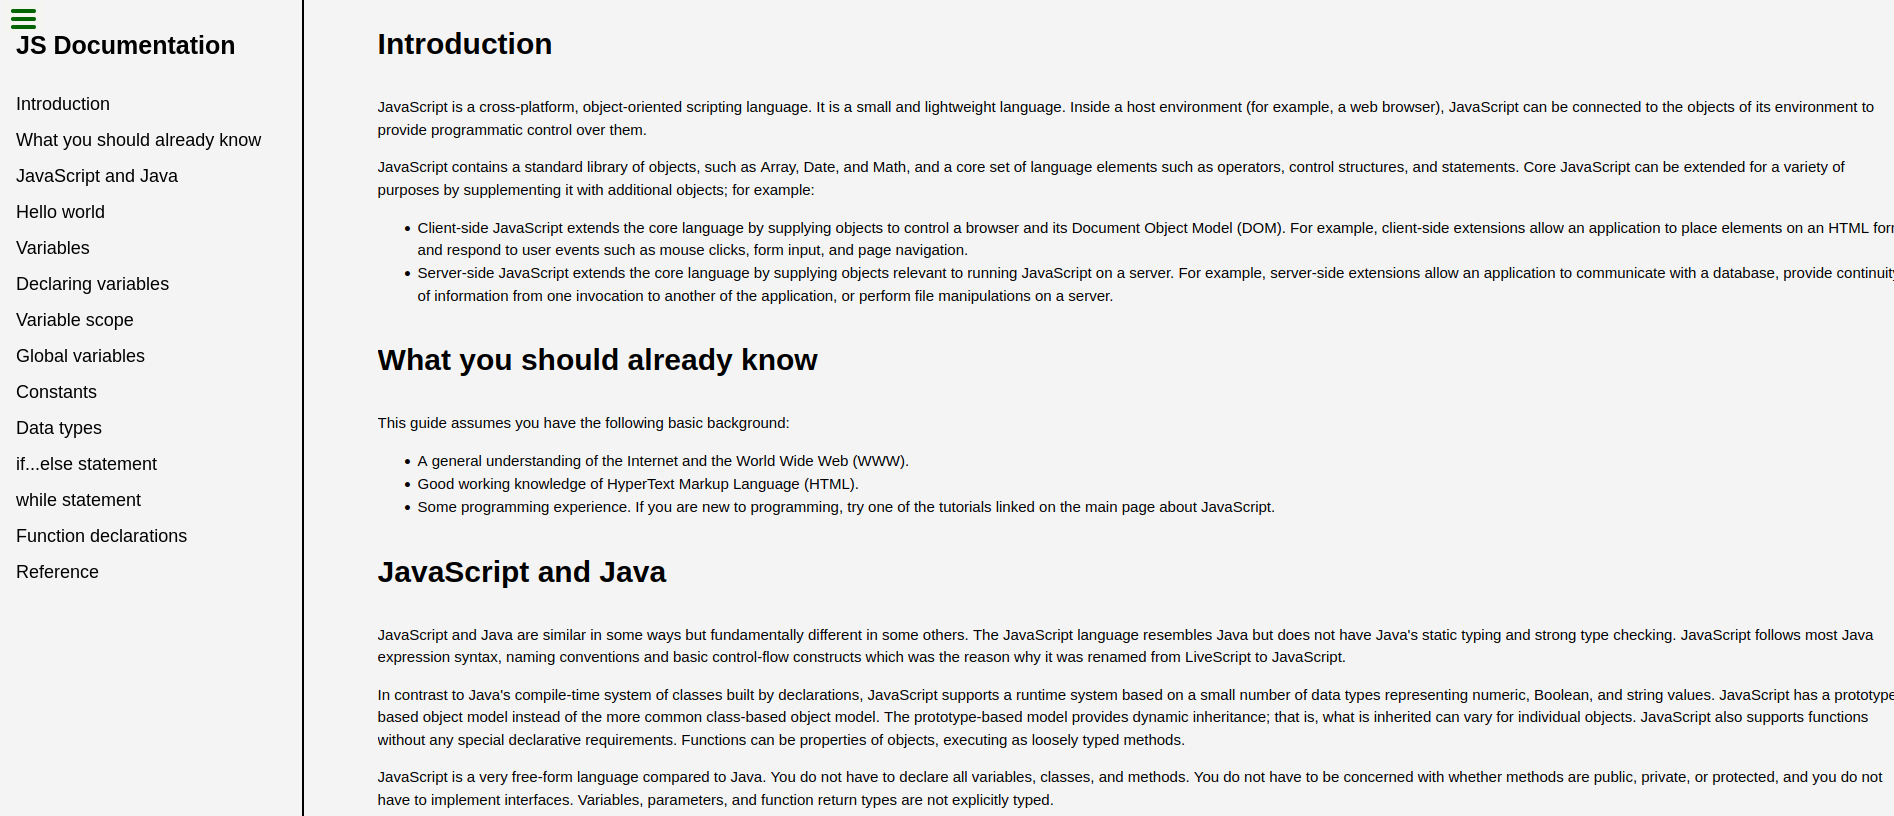 JS Documentation
Introduction
What you should already know
JavaScript and Java
Hello world
Variables
Declaring variables
Variable scope
Global variables
Constants
Data types
if...else statement
while statement
Function declarations
Reference
Introduction
JavaScript is a cross-platform, object-oriented scripting language. It is a small and lightweight language. Inside a host environment (for example, a web browser), JavaScript can be connected to the objects of its environment to
provide programmatic control over them.
JavaScript contains a standard library of objects, such as Array, Date, and Math, and a core set of language elements such as operators, control structures, and statements. Core JavaScript can be extended for a variety of
purposes by supplementing it with additional objects; for example:
• Client-side JavaScript extends the core language by supplying objects to control a browser and its Document Object Model (DOM). For example, client-side extensions allow an application to place elements on an HTML
and respond to user events such as mouse clicks, form input, and page navigation.
• Server-side JavaScript extends the core language by supplying objects relevant to running JavaScript on a server. For example, server-side extensions allow an application to communicate with a database, provide continuity
of information from one invocation to another of the application, or perform file manipulations on a server.
What you should already know
This guide assumes you have the following basic background:
• A general understanding of the Internet and the World Wide Web (WWW).
• Good working knowledge of HyperText Markup Language (HTML).
• Some programming experience. If you are new to programming, try one of the tutorials linked on the main page about JavaScript.
JavaScript and Java
JavaScript and Java are similar in some ways but fundamentally different in some others. The JavaScript language resembles Java but does not have Java's static typing and strong type checking. JavaScript follows most Java
expression syntax, naming conventions and basic control-flow constructs which was the reason why it was renamed from LiveScript to JavaScript.
In contrast to Java's compile-time system of classes built by declarations, JavaScript supports a runtime system based on a small number of data types representing numeric, Boolean, and string values. JavaScript has a prototype
based object model instead of the more common class-based object model. The prototype-based model provides dynamic inheritance; that is, what is inherited can vary for individual objects. JavaScript also supports functions
without any special declarative requirements. Functions can be properties of objects, executing as loosely typed methods.
JavaScript is a very free-form language compared to Java. You do not have to declare all variables, classes, and methods. You do not have to be concerned with whether methods are public, private, or protected, and you do not
have to implement interfaces. Variables, parameters, and function return types are not explicitly typed.